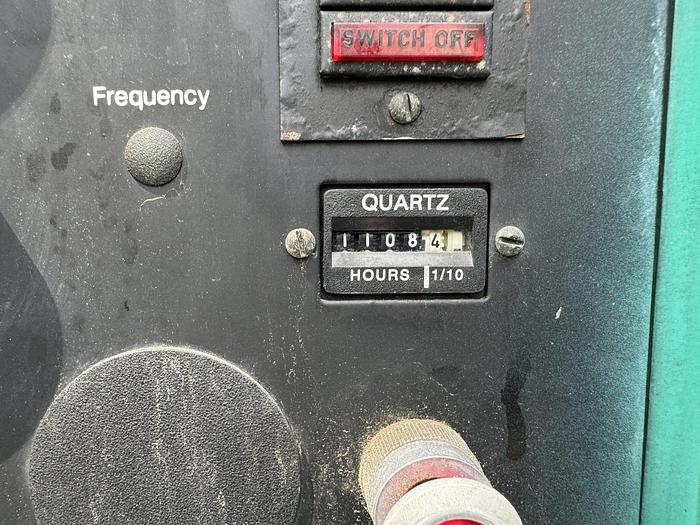 SWITCH OFF
Frequency
QUARTZ
11084
HOURS 1/10